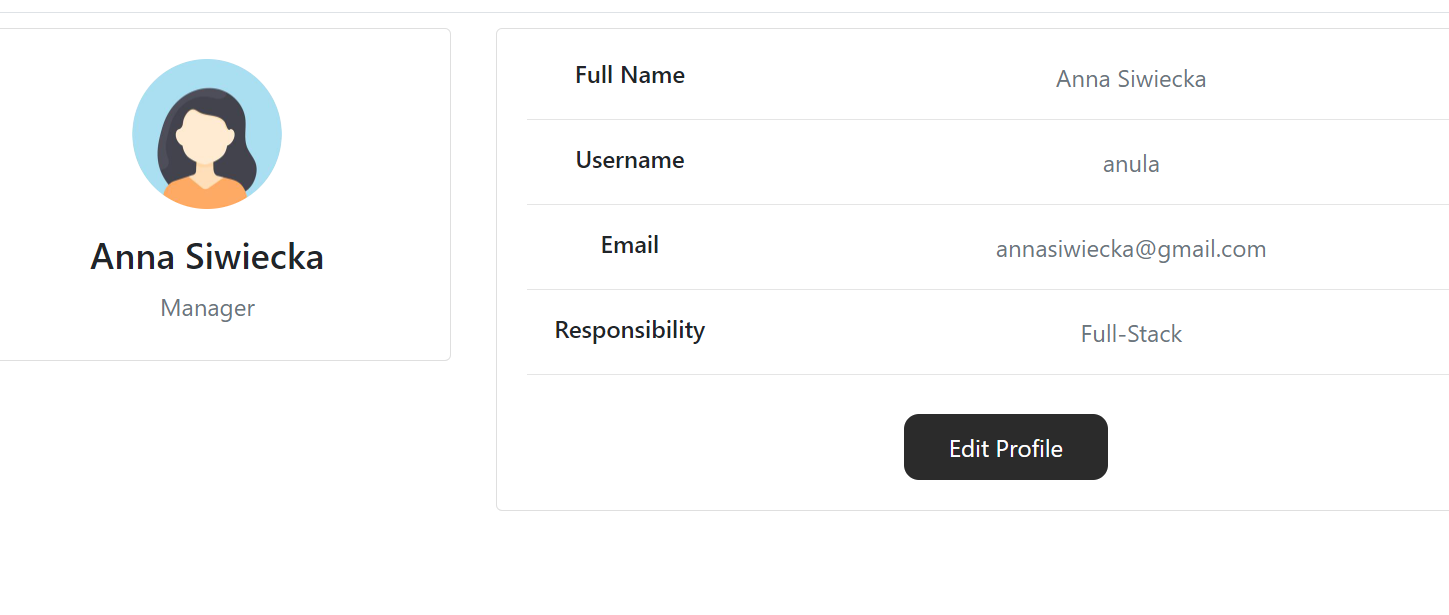 Anna Siwiecka
Manager
Full Name Anna Siwiecka
Username anula
Email annasiwiecka@gmail.com
Responsibility Full-Stack
Edit Profile